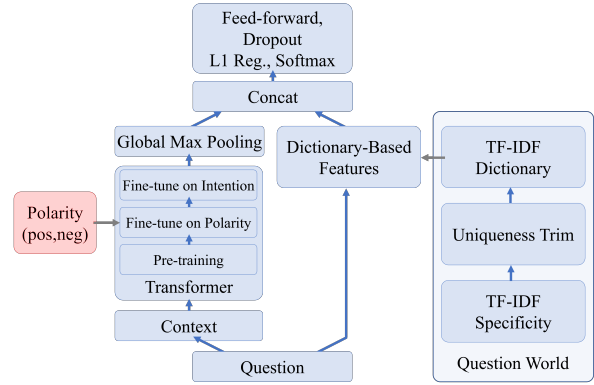 Feed-forward,
Dropout
L1 Reg., Softmax
Concat
Global Max Pooling
Dictionary-Based
Features
TF-IDF
Dictionary
Fine-tune on Intention
Polarity
(pos,neg)
Fine-tune on Polarity
Uniqueness Trim
Pre-training
Transformer
TF-IDF
Specificity
Context
Question
Question World